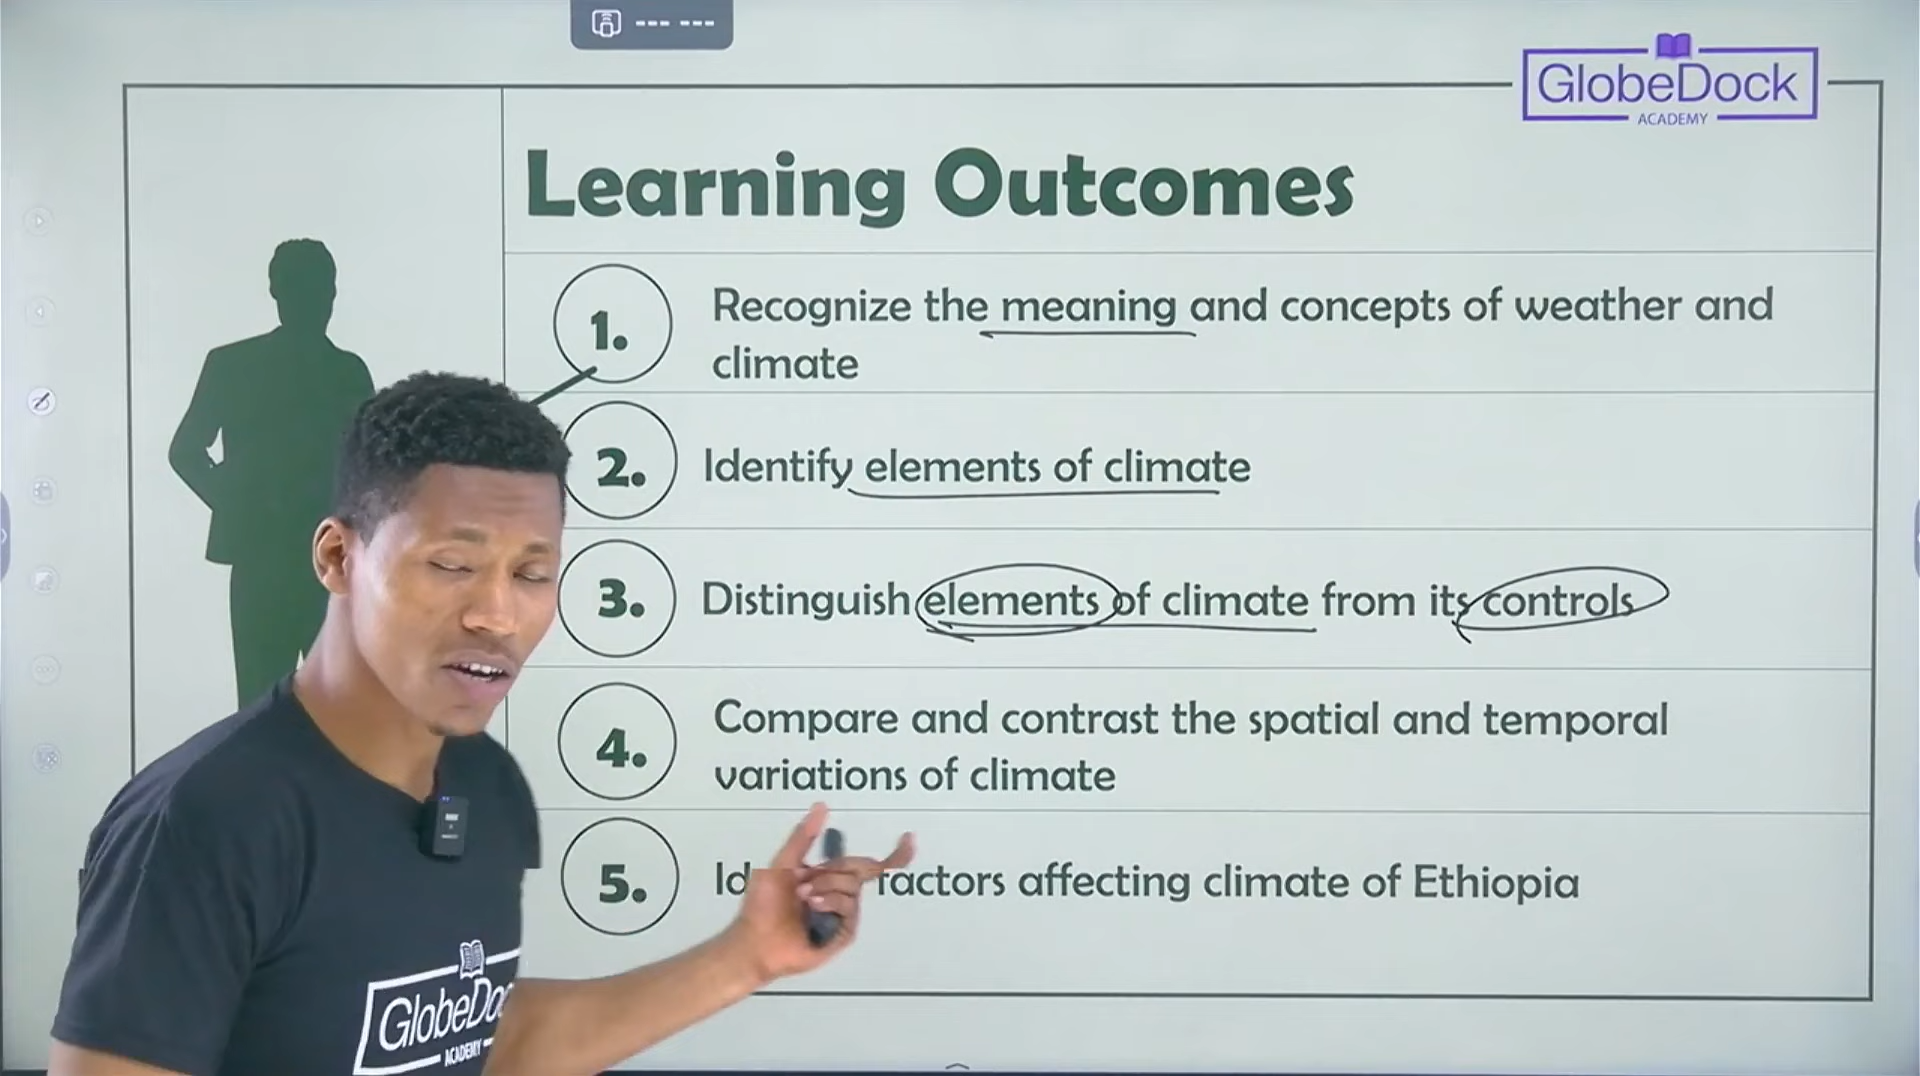 GlobeDock
ACADEMY
Learning Outcomes
1. Recognize the meaning and concepts of weather and
climate
2. Identify elements of climate
3. Distinguish elements of climate from its controls
4. Compare and contrast the spatial and temporal
variations of climate
5. factors affecting climate of Ethiopia
GlobeDo
ACADEMY